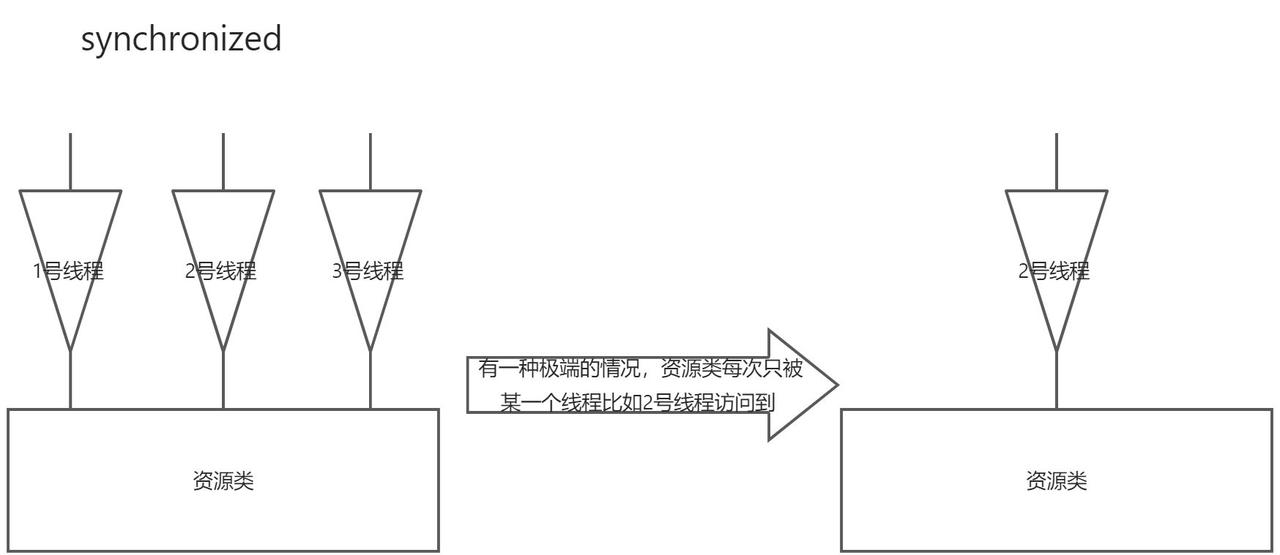 synchronized
1号线程
2号线程
3号线程
2号线程
有一种极端的情况，资源类每次只被
某一个线程比如2号线程访问到
资源类
资源类